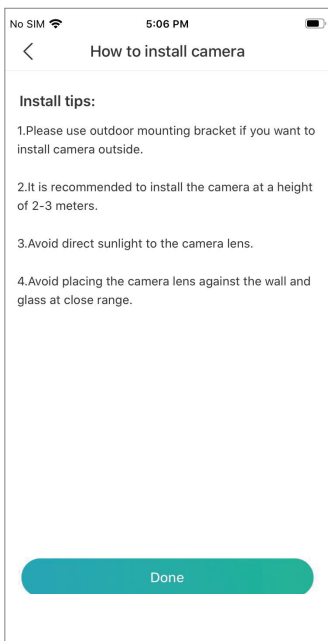 No SIM 5:06 PM
How to install camera
Install tips:
1.Please use outdoor mounting bracket if you want to
install camera outside.
2.It is recommended to install the camera at a height
of 2-3 meters.
3.Avoid direct sunlight to the camera lens.
4.Avoid placing the camera lens against the wall and
glass at close range.
Done